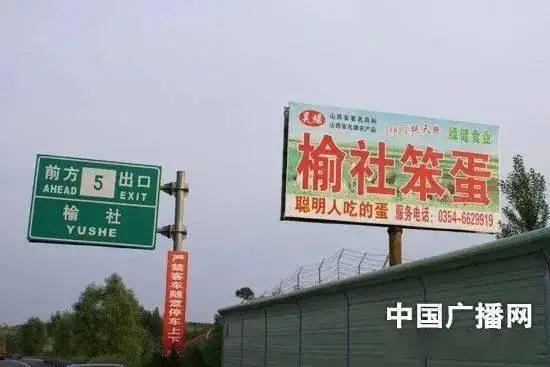 前方 5 出口
AHEAD EXIT
榆社
YUSHE
严禁客车随意停车上下
昊绿
山西省著名商标
山西省名牌农产品
100%纯天然
绿健食业
榆社笨蛋
聪明人吃的蛋
服务电话：0354-6629919
中国广播网